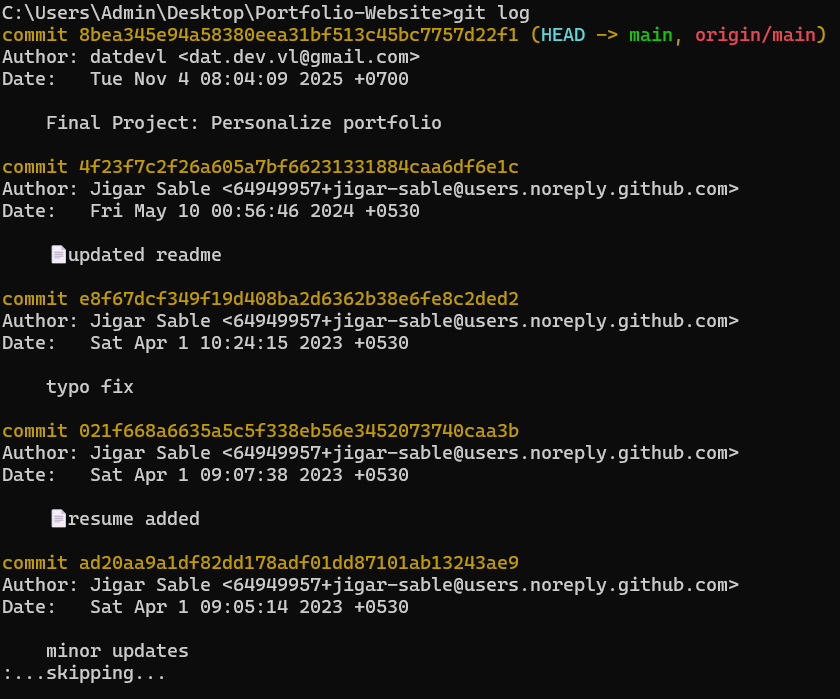 C:\Users\Admin\Desktop\Portfolio-Website>git log
commit 8bea345e94a58380eea31bf513c45bc7757d22f1 (HEAD -> main, origin/main)
Author: datdevl <dat.dev.vl@gmail.com>
Date:   Tue Nov 4 08:04:09 2025 +0700
Final Project: Personalize portfolio
commit 4f23f7c2f26a605a7bf66231331884caa6df6e1c
Author: Jigar Sable <64949957+jigar-sable@users.noreply.github.com>
Date:   Fri May 10 00:56:46 2024 +0530
📄updated readme
commit e8f67dcf349f19d408ba2d6362b38e6fe8c2ded2
Author: Jigar Sable <64949957+jigar-sable@users.noreply.github.com>
Date:   Sat Apr 1 10:24:15 2023 +0530
typo fix
commit 021f668a6635a5c5f338eb56e3452073740caa3b
Author: Jigar Sable <64949957+jigar-sable@users.noreply.github.com>
Date:   Sat Apr 1 09:07:38 2023 +0530
📄resume added
commit ad20aa9a1df82dd178adf01dd87101ab13243ae9
Author: Jigar Sable <64949957+jigar-sable@users.noreply.github.com>
Date:   Sat Apr 1 09:05:14 2023 +0530
minor updates
:...skipping...